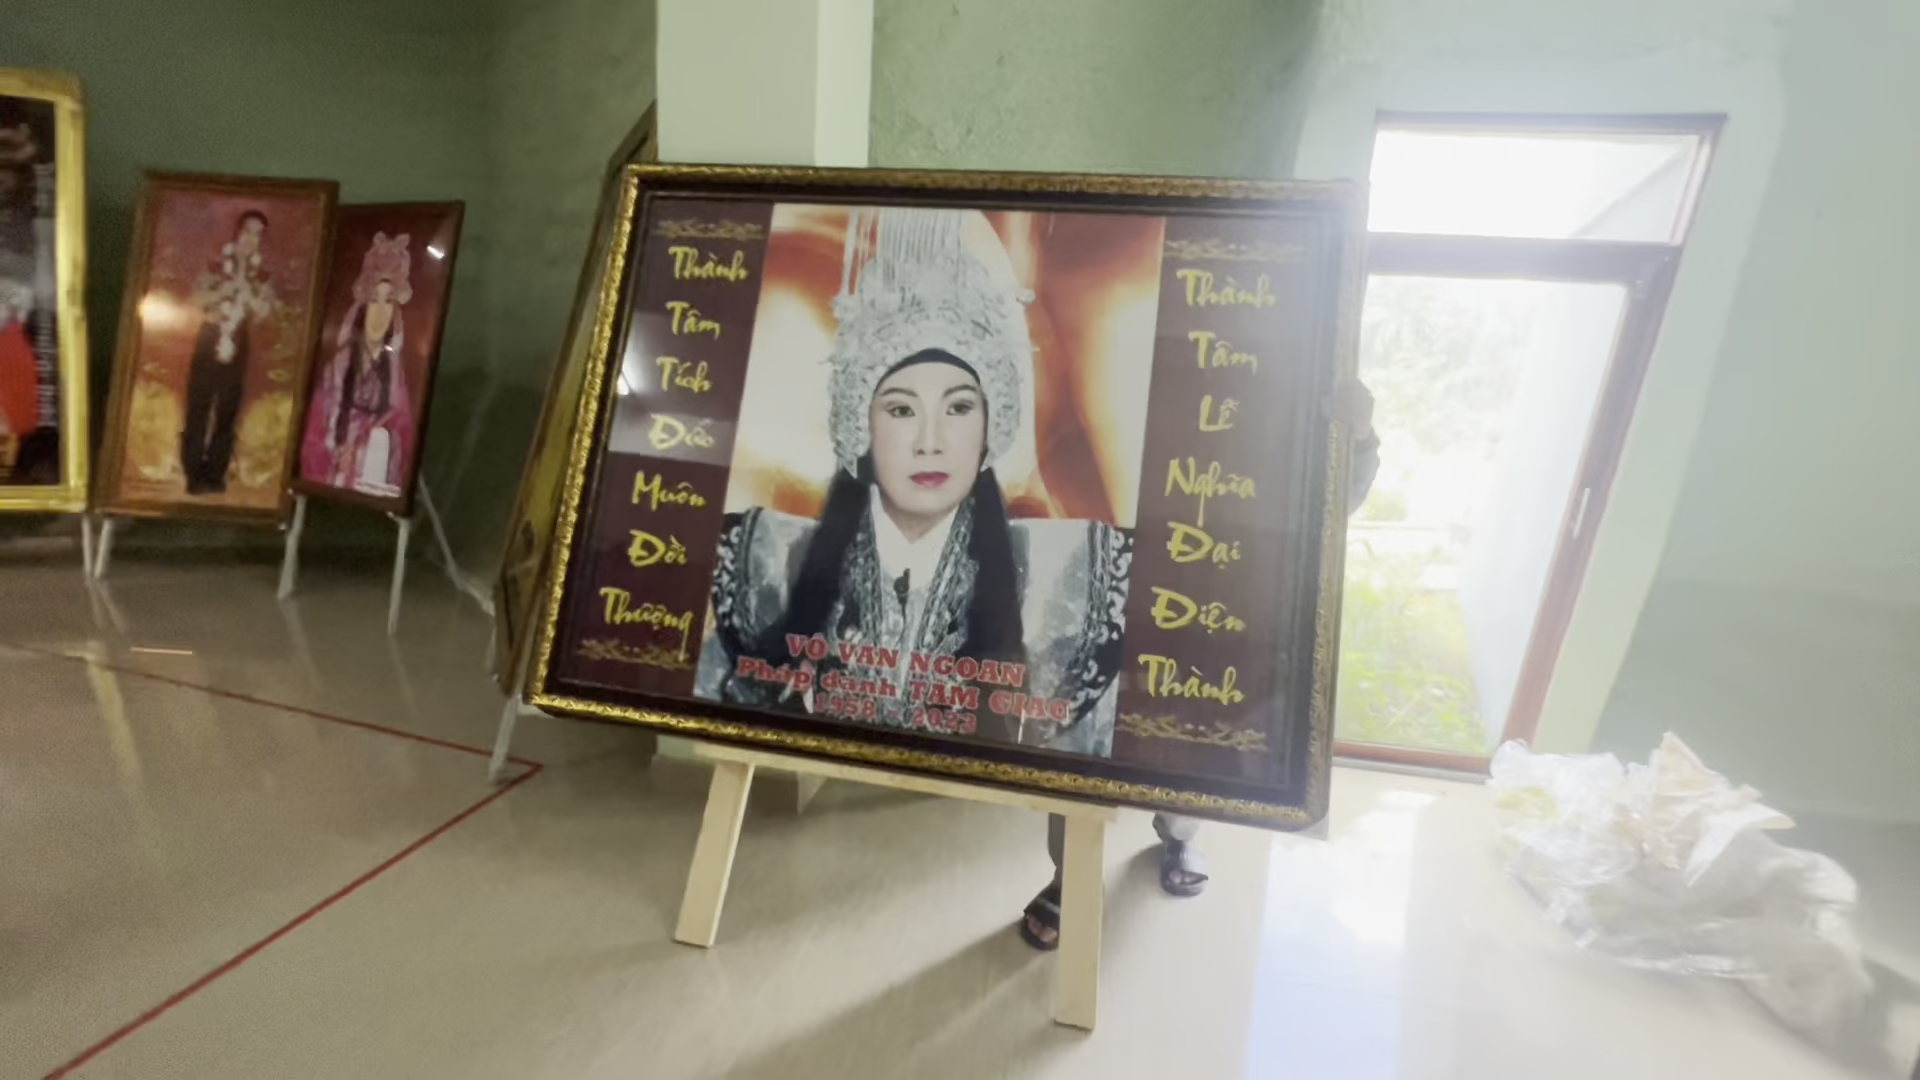 Thành
Tâm
Tích
Đức
Muôn
Đời
Thượng
VÕ VĂN NGOAN
Pháp danh TÂM GIÁC
1958 - 2023
Thành
Tâm
Lễ
Nghĩa
Đại
Điện
Thành